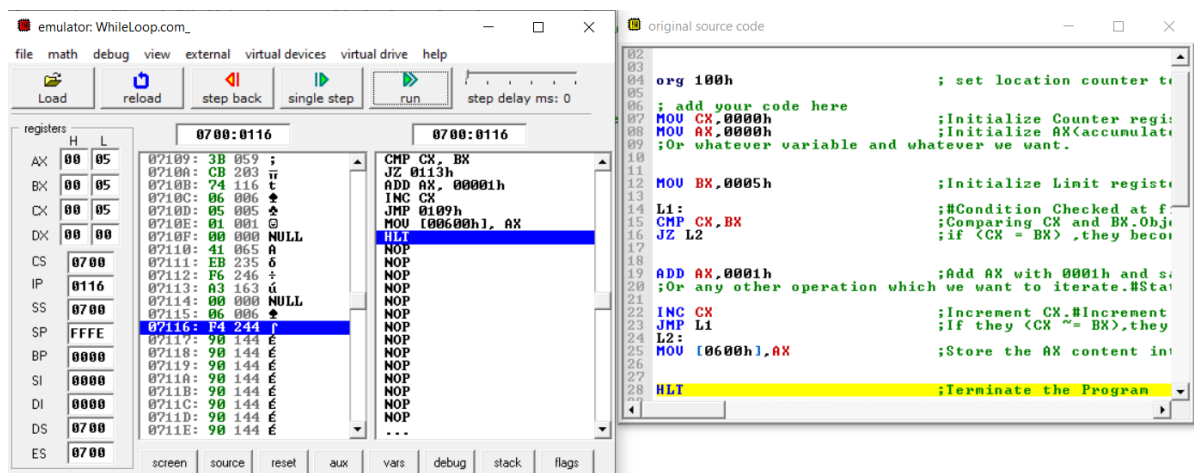 emulator: WhileLoop.com_
file math debug view external virtual devices virtual drive help
Load reload step back single step run step delay ms: 0
registers
H L
AX 00 05
BX 00 05
CX 00 05
DX 00 00
CS 0700
IP 0116
SS 0700
SP FFFE
BP 0000
SI 0000
DI 0000
DS 0700
ES 0700
0700:0116
07109: 3B 059 ;
0710A: CB 203 ╦
0710B: 74 116 t
0710C: 06 006 ♠
0710D: 05 005 ♣
0710E: 01 001 ☺
0710F: 00 000 NULL
07110: 41 065 A
07111: EB 235 δ
07112: F6 246 ÷
07113: A3 163 ú
07114: 00 000 NULL
07115: 06 006 ♠
07116: F4 244 ⌠
07117: 90 144 É
07118: 90 144 É
07119: 90 144 É
0711A: 90 144 É
0711B: 90 144 É
0711C: 90 144 É
0711D: 90 144 É
0711E: 90 144 É
0700:0116
CMP CX, BX
JZ 0113h
ADD AX, 00001h
INC CX
JMP 0109h
MOV [00600h], AX
HLT
NOP
NOP
NOP
NOP
NOP
NOP
NOP
NOP
NOP
NOP
NOP
NOP
NOP
NOP
...
screen source reset aux vars debug stack flags
original source code
02
03
04 org 100h ; set location counter to
05
06 ; add your code here
07 MOV CX,0000h ;Initialize Counter regis
08 MOV AX,0000h ;Initialize AX(accumulat
09 ;Or whatever variable and whatever we want.
10
11
12 MOV BX,0005h ;Initialize Limit registe
13
14 L1: ;#Condition Checked at f
15 CMP CX,BX ;Comparing CX and BX.Obje
16 JZ L2 ;if (CX = BX) ,they becom
17
18
19 ADD AX,0001h ;Add AX with 0001h and sa
20 ;Or any other operation which we want to iterate.#Stat
21
22 INC CX ;Increment CX.#Increment
23 JMP L1 ;If they (CX ~= BX),they
24 L2:
25 MOV [0600h],AX ;Store the AX content int
26
27
28 HLT ;Terminate the Program